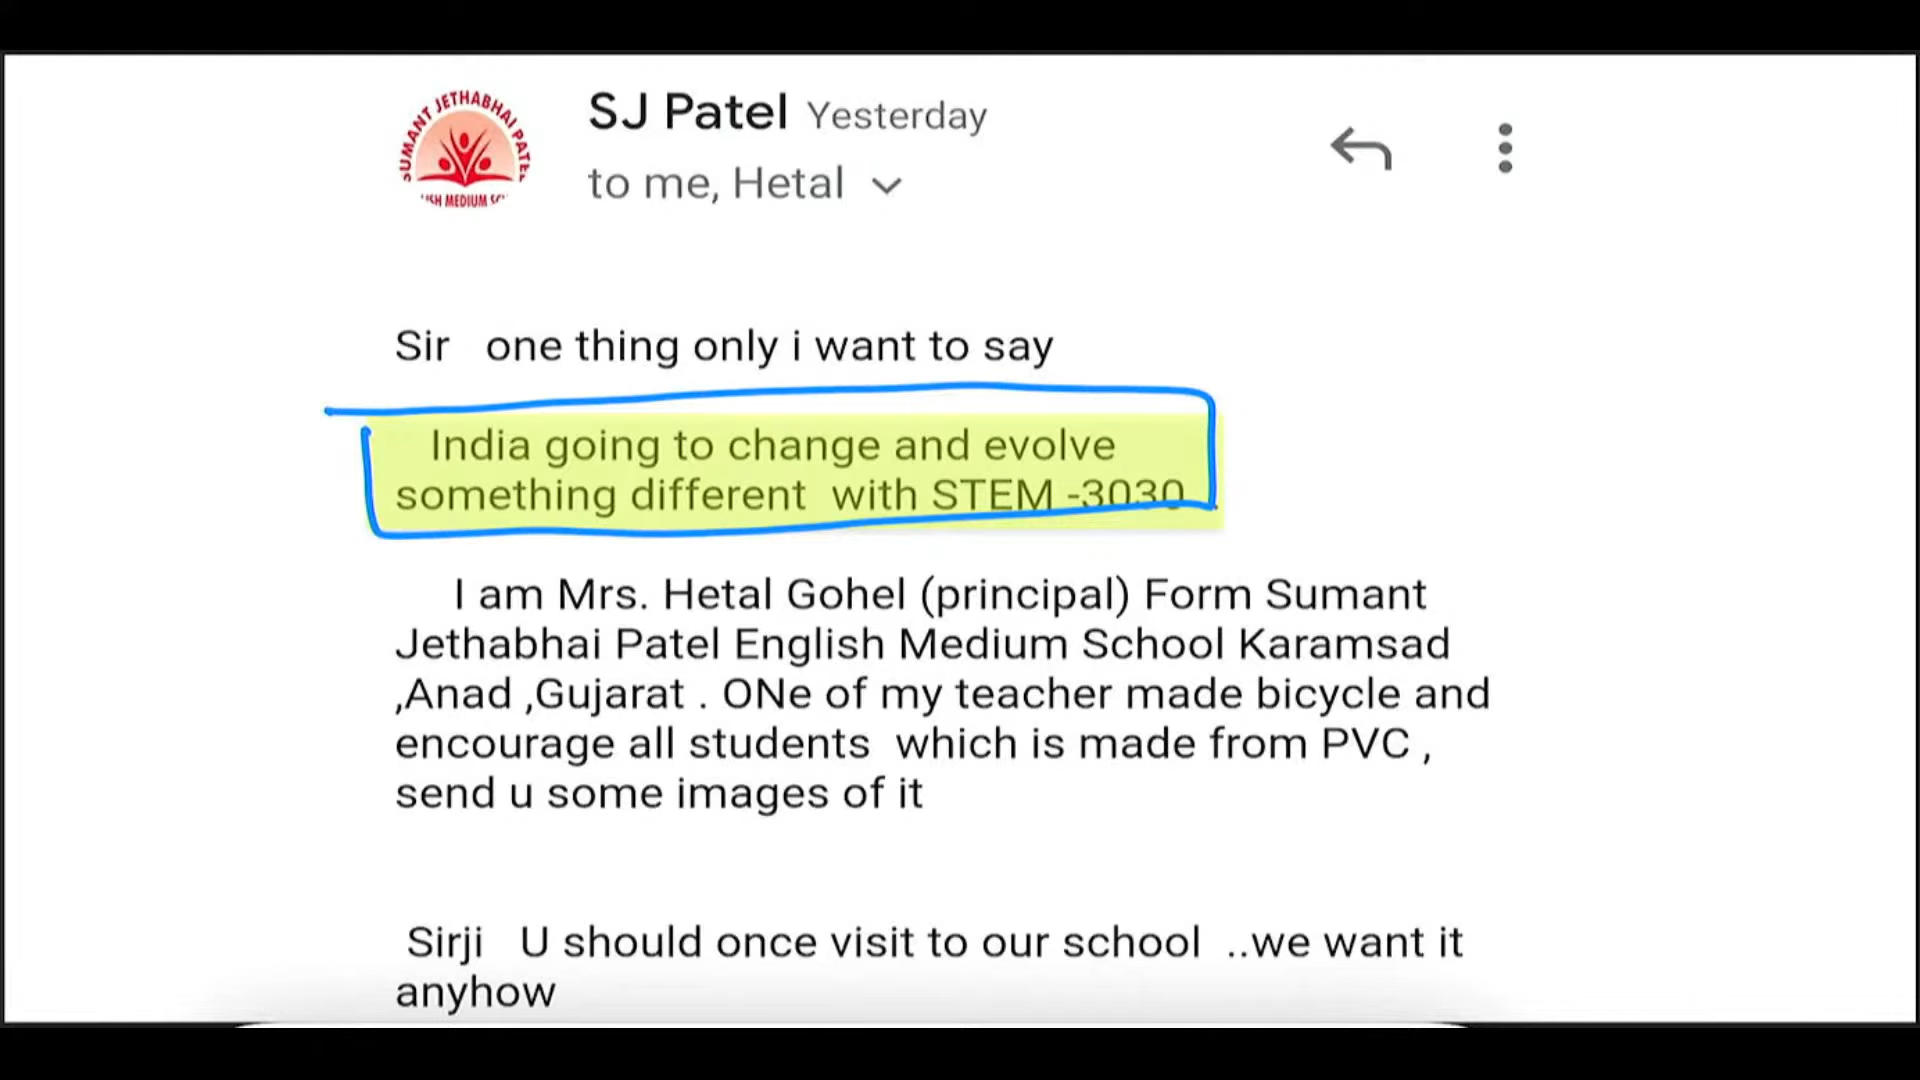 SUMANT JETHABHAI PATEL
SJ Patel Yesterday
to me, Hetal
Sir one thing only i want to say
India going to change and evolve
something different with STEM -3030.
I am Mrs. Hetal Gohel (principal) Form Sumant
Jethabhai Patel English Medium School Karamsad
,Anad ,Gujarat . ONe of my teacher made bicycle and
encourage all students which is made from PVC ,
send u some images of it
Sirji U should once visit to our school ..we want it
anyhow